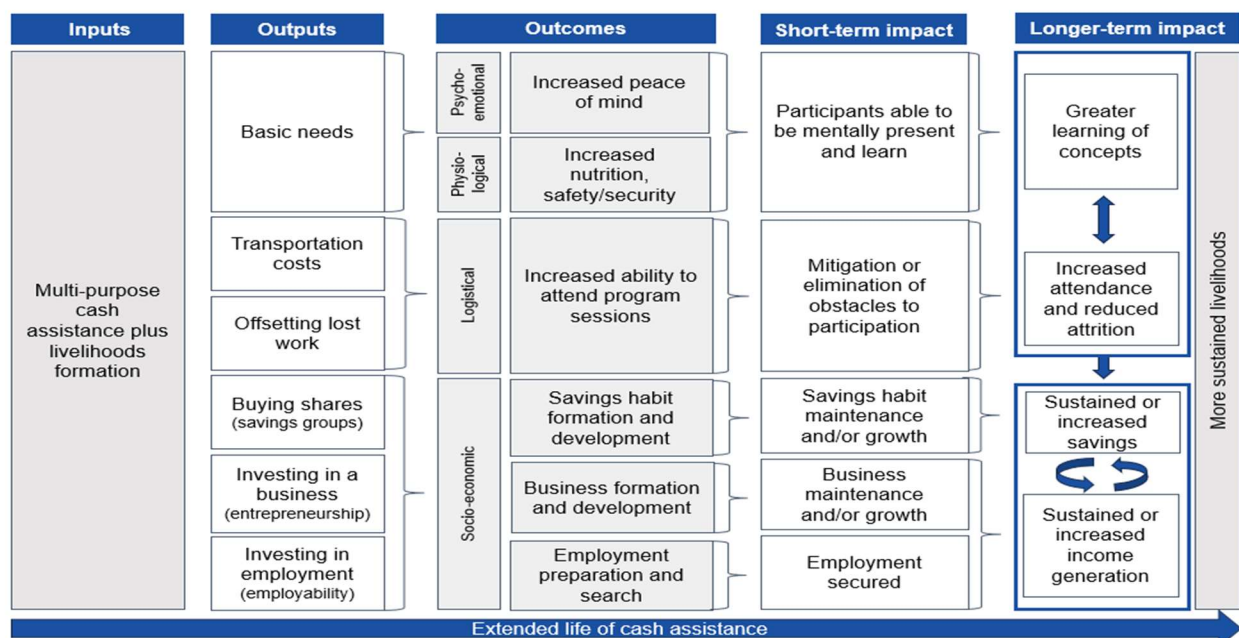 Inputs
Outputs
Outcomes
Short-term impact
Longer-term impact
Multi-purpose
cash
assistance plus
livelihoods
formation
Basic needs
Transportation
costs
Offsetting lost
work
Buying shares
(savings groups)
Investing in a
business
(entrepreneurship)
Investing in
employment
(employability)
Psycho-
emotional
Physio-
logical
Logistical
Socio-economic
Increased peace
of mind
Increased
nutrition,
safety/security
Increased ability to
attend program
sessions
Savings habit
formation and
development
Business formation
and development
Employment
preparation and
search
Participants able to
be mentally present
and learn
Mitigation or
elimination of
obstacles to
participation
Savings habit
maintenance
and/or growth
Business
maintenance
and/or growth
Employment
secured
Greater
learning of
concepts
Increased
attendance
and reduced
attrition
Sustained or
increased
savings
Sustained or
increased
income
generation
More sustained livelihoods
Extended life of cash assistance